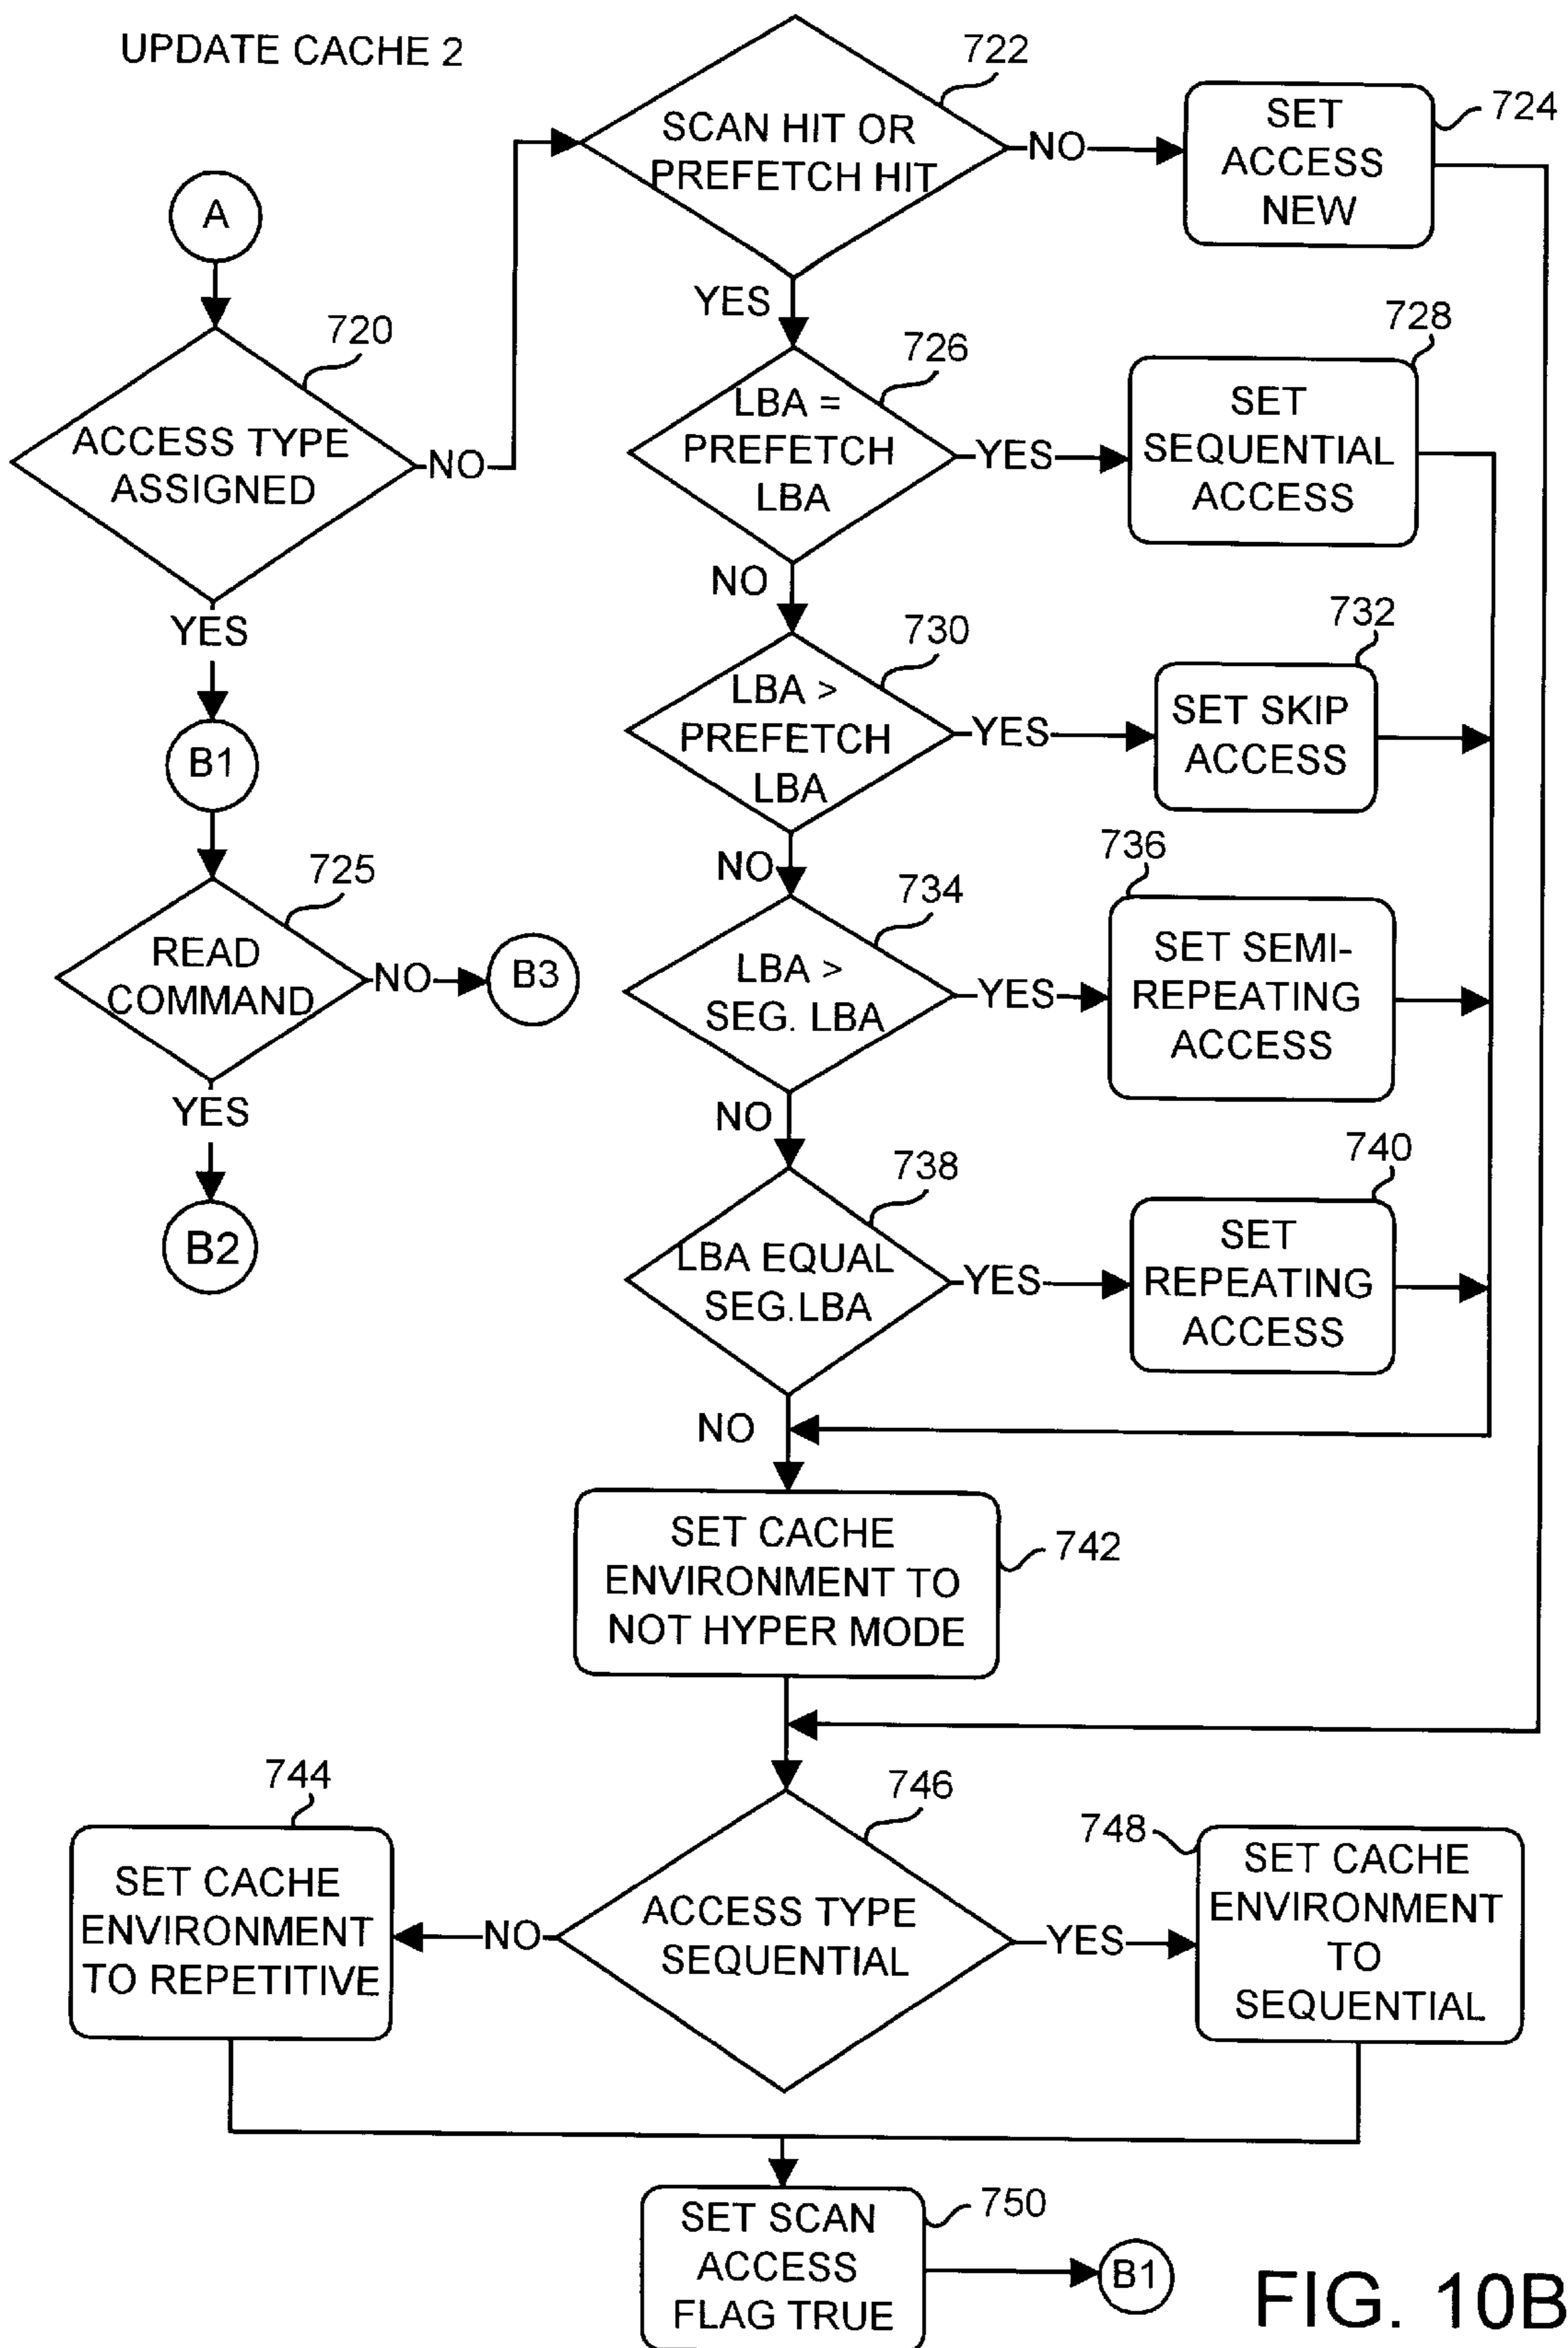 UPDATE CACHE 2
A
720
ACCESS TYPE
ASSIGNED
NO
YES
B1
725
READ
COMMAND
NO
B3
YES
B2
722
SCAN HIT OR
PREFETCH HIT
NO
724
SET
ACCESS
NEW
YES
726
LBA =
PREFETCH
LBA
YES
728
SET
SEQUENTIAL
ACCESS
NO
730
LBA >
PREFETCH
LBA
YES
732
SET SKIP
ACCESS
NO
734
LBA >
SEG. LBA
YES
736
SET SEMI-
REPEATING
ACCESS
NO
738
LBA EQUAL
SEG.LBA
YES
740
SET
REPEATING
ACCESS
NO
SET CACHE
ENVIRONMENT TO
NOT HYPER MODE
742
744
SET CACHE
ENVIRONMENT
TO REPETITIVE
NO
746
ACCESS TYPE
SEQUENTIAL
YES
748
SET CACHE
ENVIRONMENT
TO
SEQUENTIAL
SET SCAN
ACCESS
FLAG TRUE
750
B1
FIG. 10B